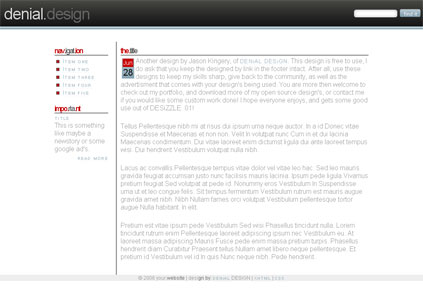 denial.design
find it
navigation
Item one
Item two
Item three
Item four
Item five
important
title
This is something
like maybe a
newstory or some
google ad's.
read more
the.title
jun
28
Another design by Jason Kingsley, of denial design. This design is free to use, I
do ask that you keep the designed by link in the footer intact. After all, use these
designs to keep my skills sharp, give back to the community, as well as the
advertisment that comes with your design's being used. You are more then welcome to
check out my portfolio, and download more of my open source design's, or contact me
if you would like some custom work done! I hope everyone enjoys, and gets some good
use out of DESIZZLE. 01!
Tellus Pellentesque nibh mi at risus dui ipsum urna neque auctor. In a id Donec vitae
Suspendisse et Maecenas et non non. Velit In volutpat nunc Cum in et dui lacinia
Maecenas condimentum. Dui vitae laoreet enim dictumst ligula dui ante laoreet tempus
wisi. Dui hendrerit Vestibulum volutpat nulla nibh.
Lacus ac convallis Pellentesque tempus vitae dolor vel vitae leo hac. Sed leo mauris
gravida feugiat accumsan justo nunc facilisis mauris lacinia. Ipsum pede ligula Vivamus
pretium feugiat Sed volutpat at pede id. Nonummy eros Vestibulum In Suspendisse
urna ut at leo congue felis. Sit tempus fermentum Vestibulum rutrum est mauris augue
gravida amet nibh. Nibh Nullam fames orci volutpat Vestibulum pellentesque tortor
augue Nulla habitant. In elit.
Pretium est vitae ipsum pede Vestibulum Sed wisi Phasellus tincidunt nulla. Lorem
tincidunt rutrum enim Pellentesque laoreet adipiscing elit Mauris id enim. Phasellus At
laoreet massa adipiscing Mauris Fusce pede enim massa pretium turpis. Phasellus
hendrerit diam Curabitur Praesent tellus Nullam amet libero neque pellentesque. Et
pretium id Vestibulum vel id In quis Nunc neque nibh. Pede hendrerit.
© 2006 your website | design by denial design | xhtml | css